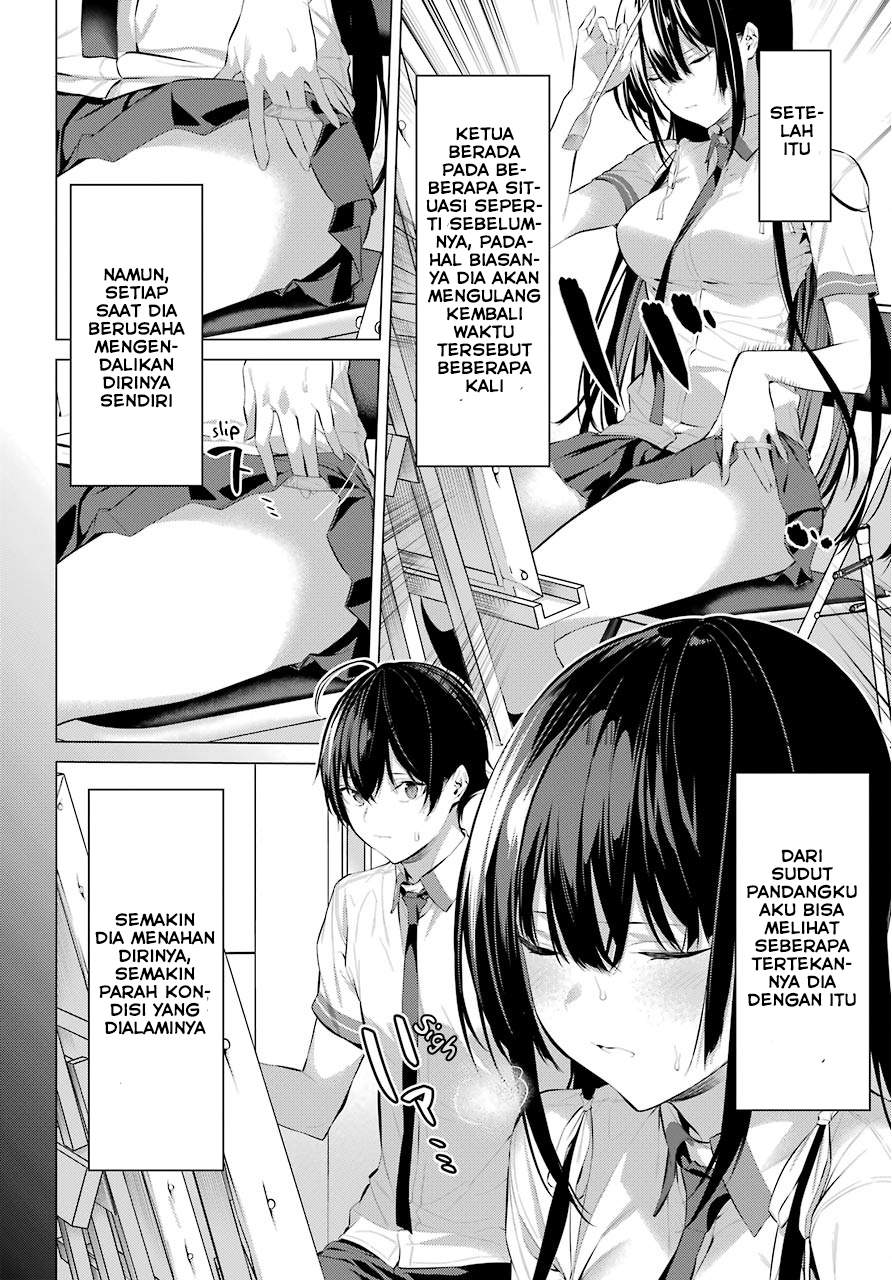 SETE-
LAH
ITU
KETUA
BERADA
PADA BE-
BERAPA SIT-
UASI SEPER-
TI SEBELUM-
NYA, PADA-
HAL BIASAN-
YA DIA AKAN
MENGULANG
KEMBALI
WAKTU
TERSEBUT
BEBERAPA
KALI
NAMUN,
SETIAP
SAAT DIA
BERUSAHA
MENGEN-
DALIKAN
DIRINYA
SENDIRI
slip
DARI
SUDUT
PANDANGKU
AKU BISA
MELIHAT
SEBERAPA
TERTEKAN-
NYA DIA
DENGAN ITU
Sigh
SEMAKIN
DIA MENAHAN
DIRINYA,
SEMAKIN
PARAH KON-
DISI YANG
DIALAMINYA